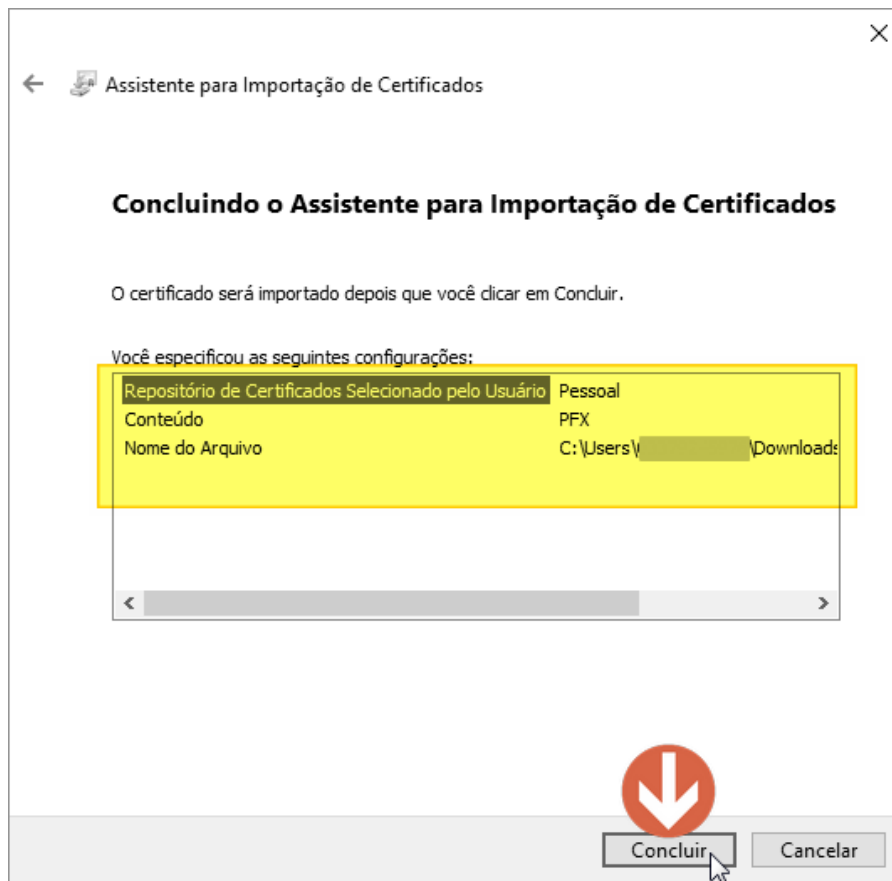 Assistente para Importação de Certificados
Concluindo o Assistente para Importação de Certificados
O certificado será importado depois que você clicar em Concluir.
Você especificou as seguintes configurações:
Repositório de Certificados Selecionado pelo Usuário Pessoal
Conteúdo PFX
Nome do Arquivo C:\Users\ \Downloads
Concluir Cancelar